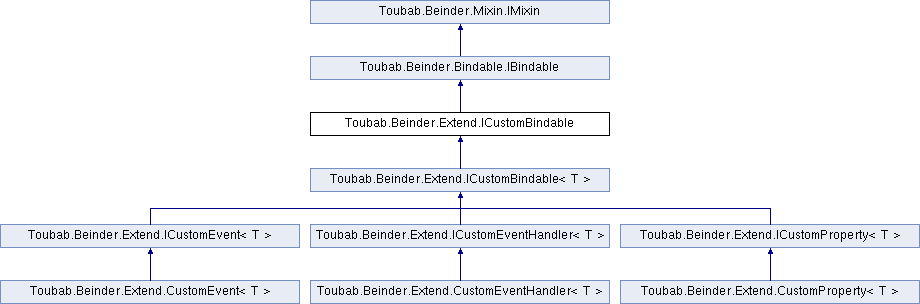 Toubab.Beinder.Mixin.IMixin
Toubab.Beinder.Bindable.IBindable
Toubab.Beinder.Extend.ICustomBindable
Toubab.Beinder.Extend.ICustomBindable< T >
Toubab.Beinder.Extend.ICustomEvent< T >
Toubab.Beinder.Extend.ICustomEventHandler< T >
Toubab.Beinder.Extend.ICustomProperty< T >
Toubab.Beinder.Extend.CustomEvent< T >
Toubab.Beinder.Extend.CustomEventHandler< T >
Toubab.Beinder.Extend.CustomProperty< T >